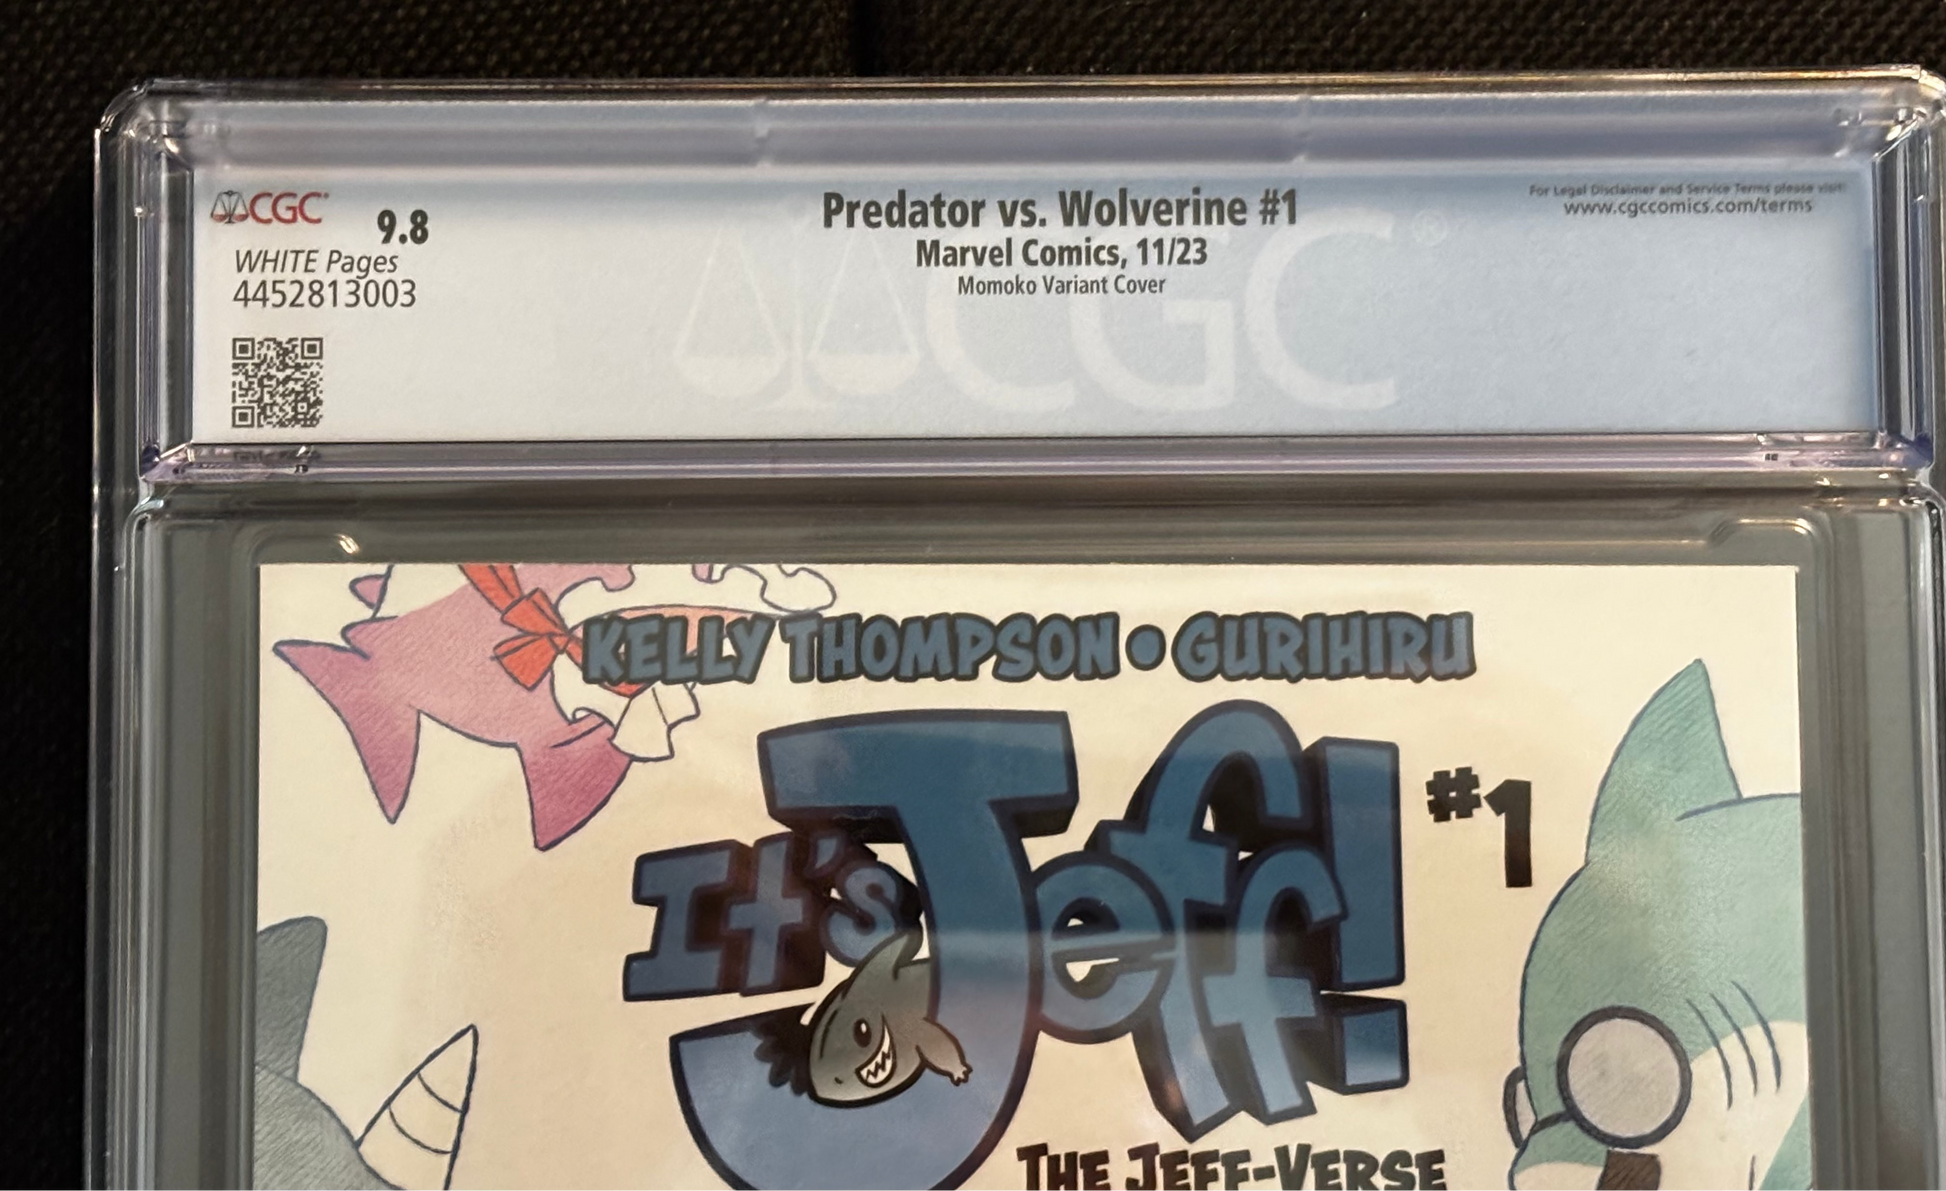 CGC
9.8
WHITE Pages
4452813003
Predator vs. Wolverine #1
Marvel Comics, 11/23
Momoko Variant Cover
For Legal Disclaimer and Service Terms please visit:
www.cgccomics.com/terms
CGC
KELLY THOMPSON • GURIHIRU
It's Jeff!
#1
THE JEFF-VERSE